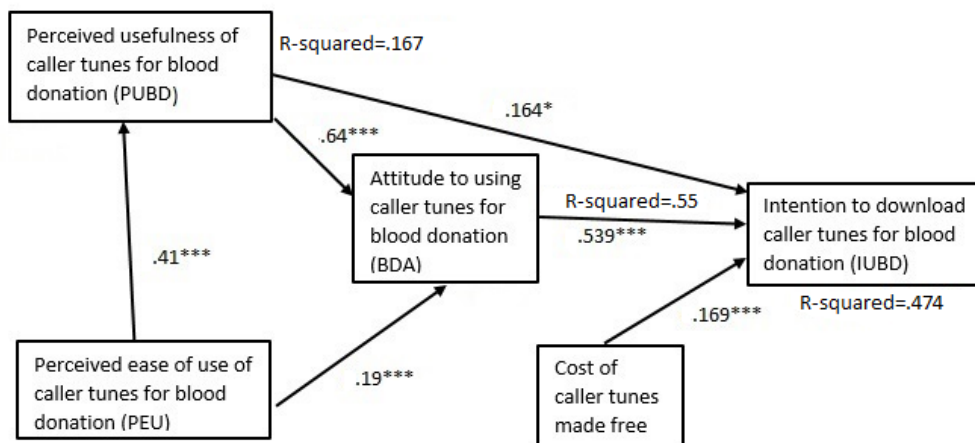 Perceived usefulness of
caller tunes for blood
donation (PUBD)
R-squared=.167
.164*
.64***
Attitude to using
caller tunes for
blood donation
(BDA)
R-squared=.55
.539***
Intention to download
caller tunes for blood
donation (IUBD)
R-squared=.474
.41***
.169***
.19***
Perceived ease of use of
caller tunes for blood
donation (PEU)
Cost of
caller tunes
made free